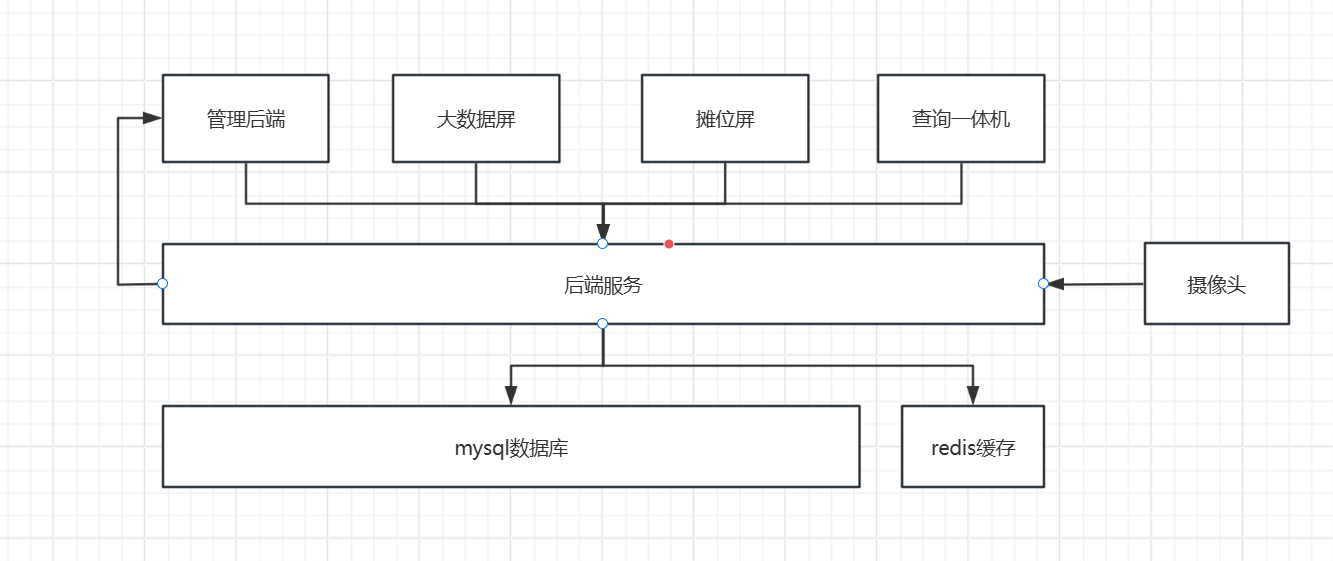 管理后端
大数据屏
摊位屏
查询一体机
后端服务
摄像头
mysql数据库
redis缓存